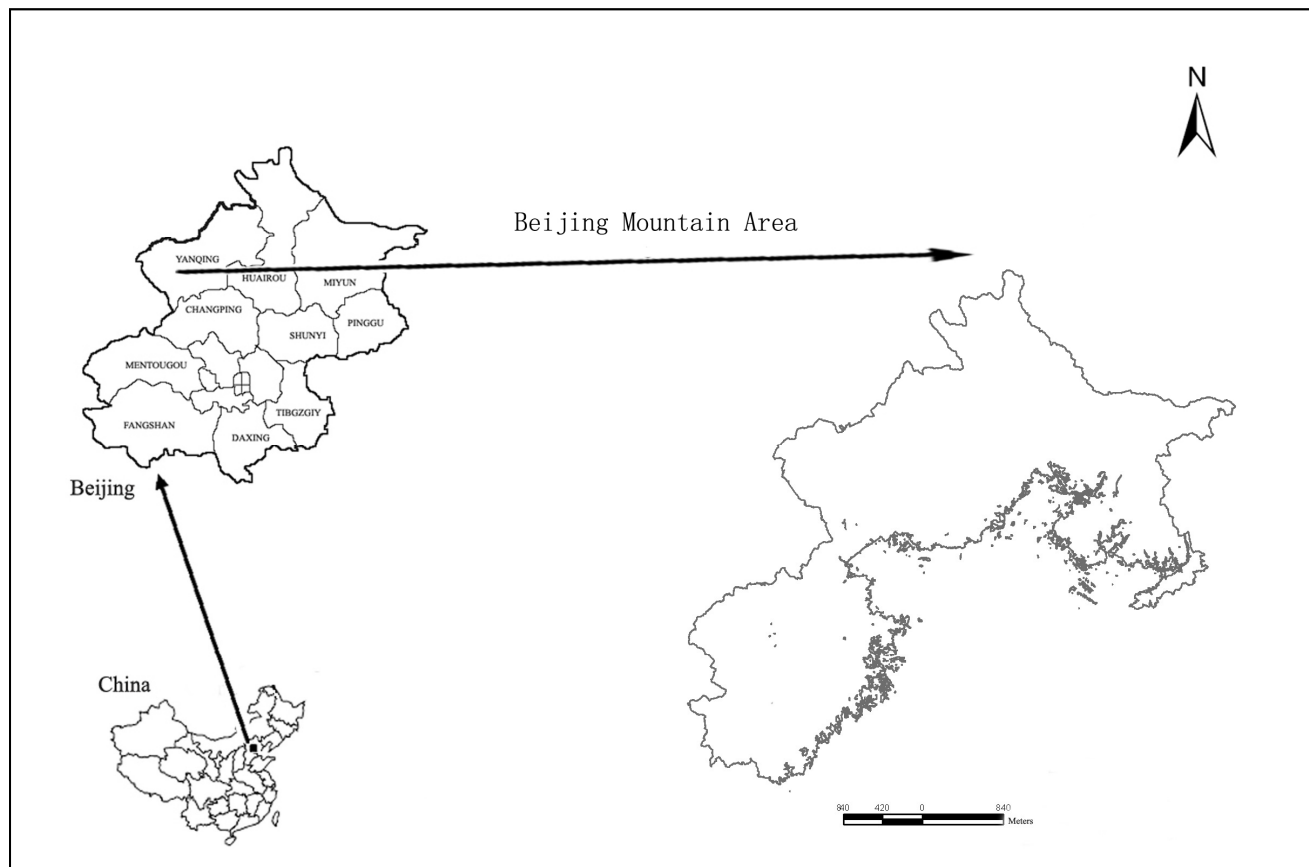 N
Beijing Mountain Area
YANQING
HUAIROU
MIYUN
CHANGPING
PINGGU
SHUNYI
MENTOUGOU
TIBGZGIY
FANGSHAN
DAXING
Beijing
China
840 420 0 840
Meters